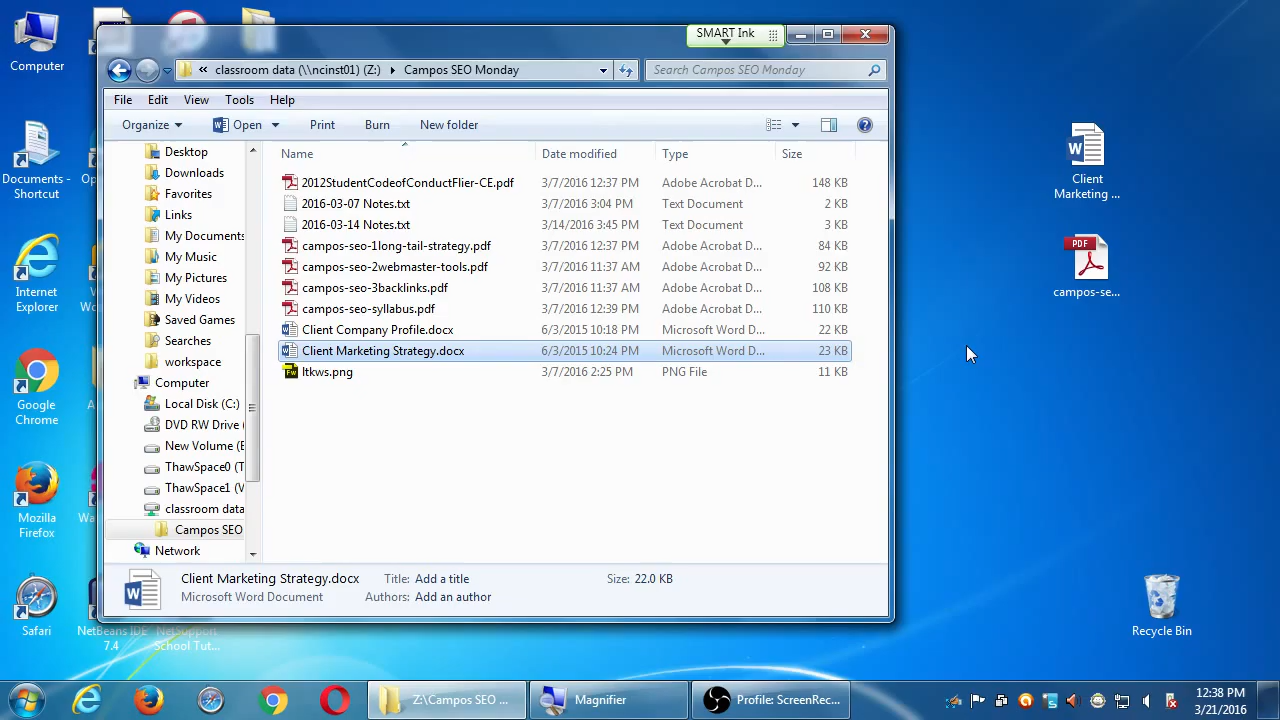 SMART Ink
classroom data (\\ncinst01) (Z:)
Campos SEO Monday
Search Campos SEO Monday
File Edit View Tools Help
Organize Open Print Burn New folder
Name Date modified Type Size
2012StudentCodeofConductFlier-CE.pdf 3/7/2016 12:37 PM Adobe Acrobat D... 148 KB
2016-03-07 Notes.txt 3/7/2016 3:04 PM Text Document 2 KB
2016-03-14 Notes.txt 3/14/2016 3:45 PM Text Document 3 KB
campos-seo-1long-tail-strategy.pdf 3/7/2016 12:37 PM Adobe Acrobat D... 84 KB
campos-seo-2webmaster-tools.pdf 3/7/2016 11:37 AM Adobe Acrobat D... 92 KB
campos-seo-3backlinks.pdf 3/7/2016 11:37 AM Adobe Acrobat D... 108 KB
campos-seo-syllabus.pdf 3/7/2016 12:39 PM Adobe Acrobat D... 110 KB
Client Company Profile.docx 6/3/2015 10:18 PM Microsoft Word D... 22 KB
Client Marketing Strategy.docx 6/3/2015 10:24 PM Microsoft Word D... 23 KB
ltkws.png 3/7/2016 2:25 PM PNG File 11 KB
Desktop
Downloads
Favorites
Links
My Documents
My Music
My Pictures
My Videos
Saved Games
Searches
workspace
Computer
Local Disk (C:)
DVD RW Drive (
New Volume (E
ThawSpace0 (T
ThawSpace1 (V
classroom data
Campos SEO
Network
Client Marketing Strategy.docx Title: Add a title Size: 22.0 KB
Microsoft Word Document Authors: Add an author
Computer
Documents -
Shortcut
Internet
Explorer
Google
Chrome
Mozilla
Firefox
Safari
NetBeans IDE
7.4
NetSupport
School Tut...
Client
Marketing ...
PDF
campos-se...
Recycle Bin
Z:\Campos SEO ...
Magnifier
Profile: ScreenRec...
12:38 PM
3/21/2016